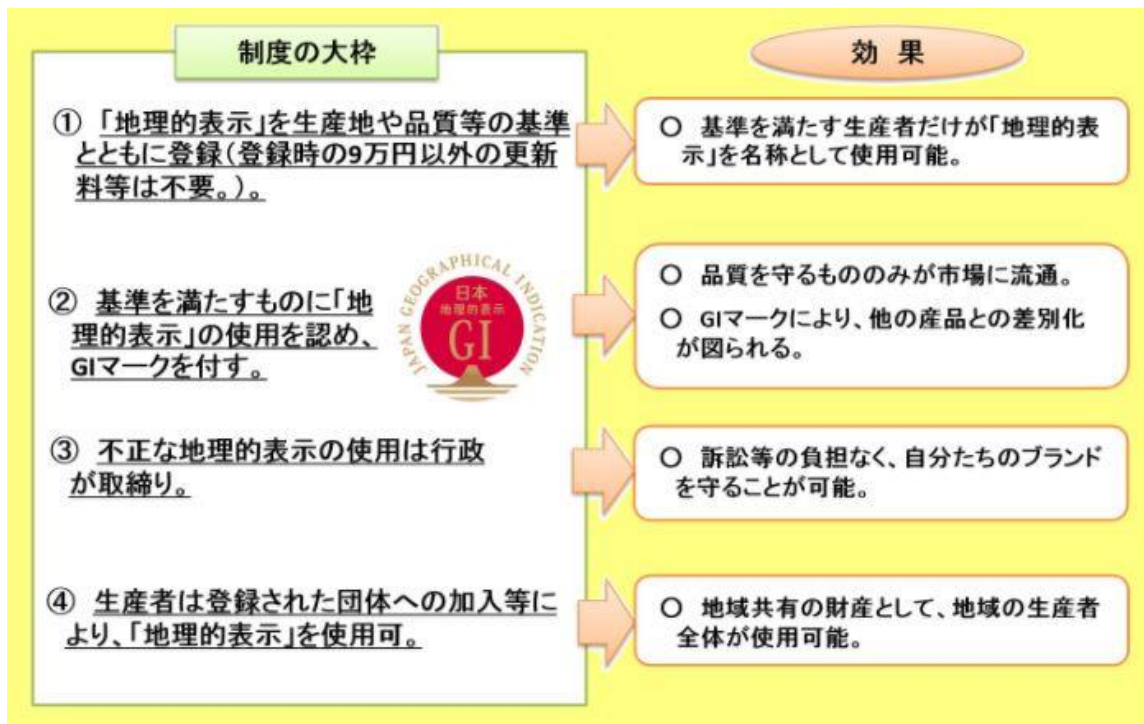 制度の大枠
効 果
① 「地理的表示」を生産地や品質等の基準
とともに登録(登録時の9万円以外の更新
料等は不要。)。
○ 基準を満たす生産者だけが「地理的表
示」を名称として使用可能。
② 基準を満たすものに「地
理的表示」の使用を認め、
GIマークを付す。
JAPAN GEOGRAPHICAL INDICATION
日本
地理的表示
GI
○ 品質を守るもののみが市場に流通。
○ GIマークにより、他の産品との差別化
が図られる。
③ 不正な地理的表示の使用は行政
が取締り。
○ 訴訟等の負担なく、自分たちのブランド
を守ることが可能。
④ 生産者は登録された団体への加入等に
より、「地理的表示」を使用可。
○ 地域共有の財産として、地域の生産者
全体が使用可能。